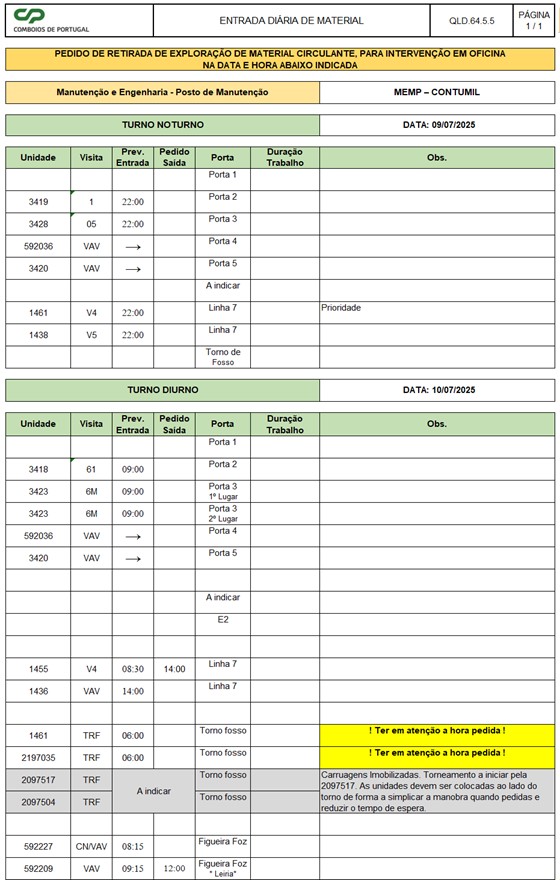 CP
COMBOIOS DE PORTUGAL
ENTRADA DIÁRIA DE MATERIAL
QLD.64.5.5
PÁGINA
1 / 1
PEDIDO DE RETIRADA DE EXPLORAÇÃO DE MATERIAL CIRCULANTE, PARA INTERVENÇÃO EM OFICINA
NA DATA E HORA ABAIXO INDICADA
Manutenção e Engenharia - Posto de Manutenção MEMP – CONTUMIL
TURNO NOTURNO DATA: 09/07/2025
Unidade Visita Prev. Entrada Pedido Saída Porta Duração Trabalho Obs.
Porta 1
3419 1 22:00 Porta 2
3428 05 22:00 Porta 3
592036 VAV → Porta 4
3420 VAV → Porta 5
A indicar
1461 V4 22:00 Linha 7 Prioridade
1438 V5 22:00 Linha 7
Torno de
Fosso
TURNO DIURNO DATA: 10/07/2025
Unidade Visita Prev. Entrada Pedido Saída Porta Duração Trabalho Obs.
Porta 1
3418 61 09:00 Porta 2
3423 6M 09:00 Porta 3
1º Lugar
3423 6M 09:00 Porta 3
2º Lugar
592036 VAV → Porta 4
3420 VAV → Porta 5
A indicar
E2
1455 V4 08:30 14:00 Linha 7
1436 VAV 14:00 Linha 7
1461 TRF 06:00 Torno fosso ! Ter em atenção a hora pedida !
2197035 TRF 06:00 Torno fosso ! Ter em atenção a hora pedida !
2097517 TRF A indicar Torno fosso
2097504 TRF Torno fosso
Carruagens Imobilizadas. Torneamento a iniciar pela
2097517. As unidades devem ser colocadas ao lado do
torno de forma a simplicar a manobra quando pedidas e
reduzir o tempo de espera.
592227 CN/VAV 08:15 Figueira Foz
592209 VAV 09:15 12:00 Figueira Foz
" Leiria"